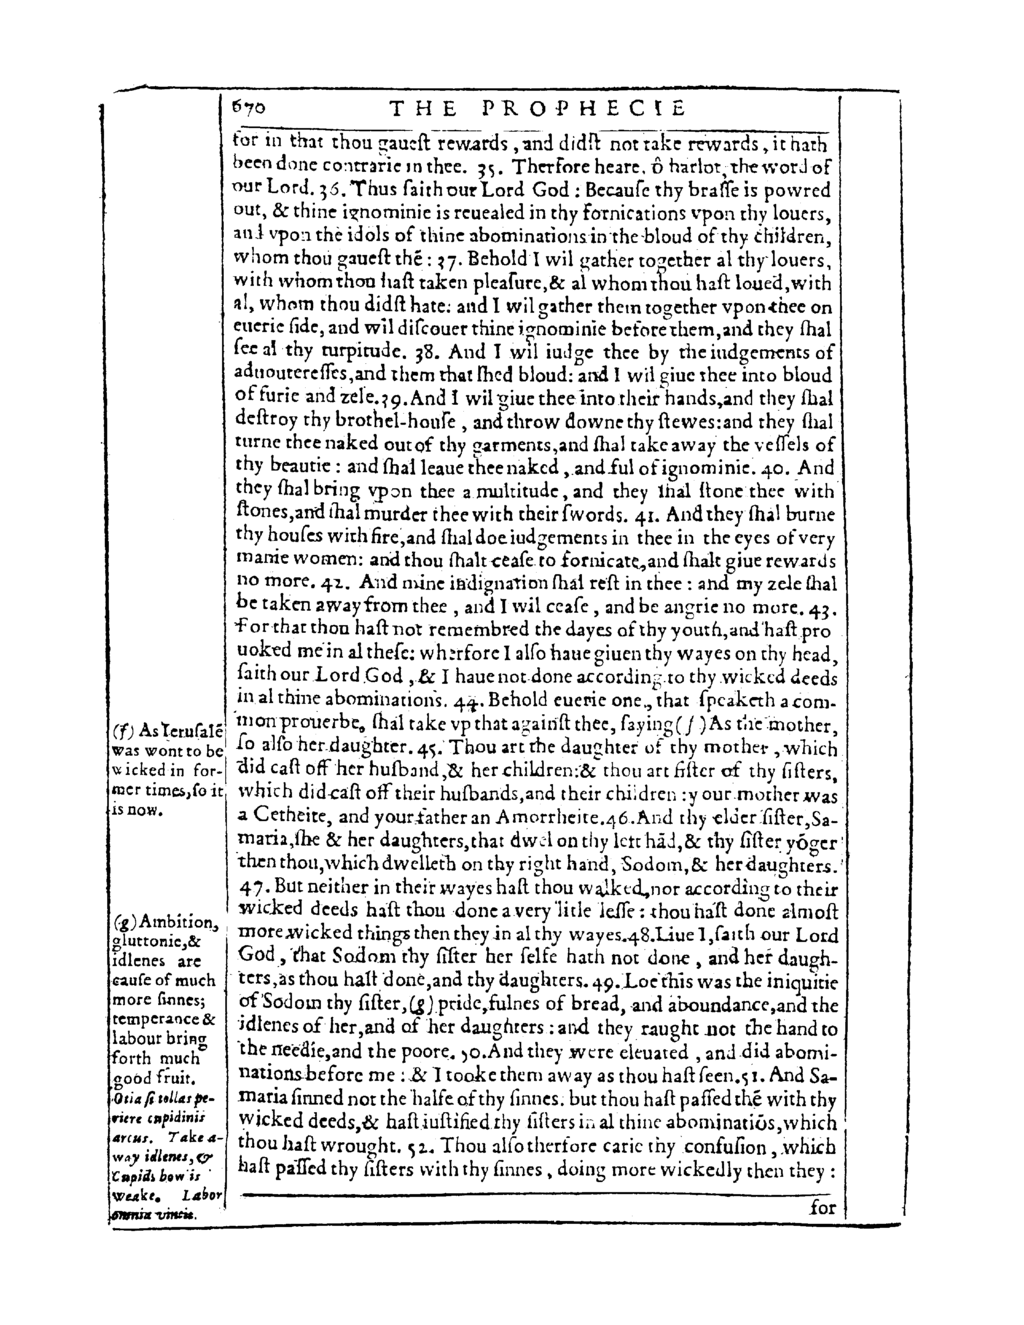 670 THE PROPHECIE
for in that thou gaueſt rewards, and didſt not take rewards, it hath
been done contrarie in thee. 35. Therfore heare, ô harlot, the word of
our Lord. 36. Thus ſaith our Lord God: Becauſe thy braſſe is powred
out, & thine ignominie is reuealed in thy fornications vpon thy louers,
and vpon the idols of thine abominations in the bloud of thy children,
whom thou gaueſt thē: 37. Behold I wil gather together al thy louers,
with whom thou haſt taken pleaſure, & al whom thou haſt loued, with
al, whom thou didſt hate: and I wil gather them together vpon thee on
euerie ſide, and wil diſcouer thine ignominie before them, and they ſhal
ſee al thy turpitude. 38. And I wil iudge thee by the iudgements of
aduoutereſſes, and them that ſhed bloud: and I wil giue thee into bloud
of furie and zele. 39. And I wil giue thee into their hands, and they ſhal
deſtroy thy brothel-houſe, and throw downe thy ſtewes: and they ſhal
turne thee naked out of thy garments, and ſhal take away the veſſels of
thy beautie: and ſhal leaue thee naked, and ful of ignominie. 40. And
they ſhal bring vpon thee a multitude, and they ſhal ſtone thee with
ſtones, and ſhal murder thee with their ſwords. 41. And they ſhal burne
thy houſes with fire, and ſhal doe iudgements in thee in the eyes of very
manie women: and thou ſhalt ceaſe to fornicate, and ſhalt giue rewards
no more. 42. And mine indignation ſhal reſt in thee: and my zele ſhal
be taken away from thee, and I wil ceaſe, and be angrie no more. 43.
For that thou haſt not remembred the dayes of thy youth, and haſt pro
uoked me in al theſe: wherfore I alſo haue giuen thy wayes on thy head,
ſaith our Lord God, & I haue not done according to thy wicked deeds
in al thine abominations. 44. Behold euerie one, that ſpeaketh a com-
mon prouerbe, ſhal take vp that againſt thee, ſaying (f) As the mother,
ſo alſo her daughter. 45. Thou art the daughter of thy mother, which
did caſt off her huſband, & her children: & thou art ſiſter of thy ſiſters,
which did caſt off their huſbands, and their children: your mother was
a Cetheite, and your father an Amorrheite. 46. And thy elder ſiſter, Sa-
maria, ſhe & her daughters, that dwel on thy left hād, & thy ſiſter yōger
then thou, which dwelleth on thy right hand, Sodom, & her daughters.
47. But neither in their wayes haſt thou walked, nor according to their
wicked deeds haſt thou done a very litle leſſe: thou haſt done almoſt
more wicked things then they in al thy wayes. 48. Liue I, ſaith our Lord
God, that Sodom thy ſiſter her ſelfe hath not done, and her daugh-
ters, as thou haſt done, and thy daughters. 49. Loe this was the iniquitie
of Sodom thy ſiſter, (g) pride, fulnes of bread, and aboundance, and the
idlenes of her, and of her daughters: and they raught not the hand to
the needie, and the poore. 50. And they were eleuated, and did abomi-
nations before me: & I tooke them away as thou haſt ſeen. 51. And Sa-
maria ſinned not the halfe of thy ſinnes: but thou haſt paſſed thē with thy
wicked deeds, & haſt iuſtified thy ſiſters in al thine abominatiōs, which
thou haſt wrought. 52. Thou alſo therfore carie thy confuſion, which
haſt paſſed thy ſiſters with thy ſinnes, doing more wickedly then they:
for
(f) As Ieruſalē
was wont to be
wicked in for-
mer times, ſo it
is now.
(g) Ambition,
gluttonie, &
idlenes are
cauſe of much
more ſinnes;
temperance &
labour bring
forth much
good fruit.
Otia ſi tollas pe-
riere cupidinis
arcus. Take a-
way idlenes, &
Cupids bow is
weake. Labor
omnia vincit.